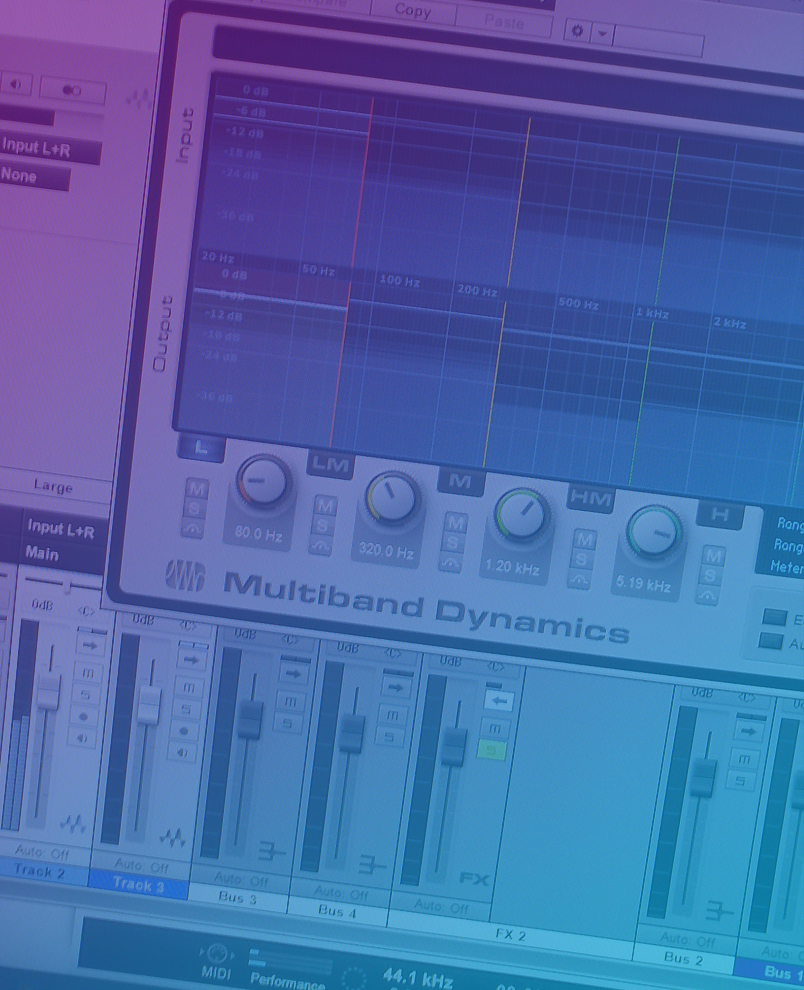 Copy
Paste
Input L+R
None
Input
0 dB
-6 dB
-12 dB
-18 dB
-24 dB
-36 dB
20 Hz
50 Hz
100 Hz
200 Hz
500 Hz
1 kHz
2 kHz
Output
0 dB
-12 dB
-24 dB
-36 dB
L
LM
M
HM
H
M
S
M
S
M
S
M
S
M
S
80.0 Hz
320.0 Hz
1.20 kHz
5.19 kHz
Rang
Rang
Meter
Multiband Dynamics
Large
Input L+R
Main
0dB <C>
0dB <C>
0dB <C>
0dB <C>
0dB <C>
0dB <C>
m
s
m
s
m
s
m
s
m
s
m
s
FX
Auto: Off
Auto: Off
Auto: Off
Auto: Off
Auto: Off
Auto: Off
Track 2
Track 3
Bus 3
Bus 4
FX 2
Bus 2
Bus 1
MIDI
Performance
44.1 kHz